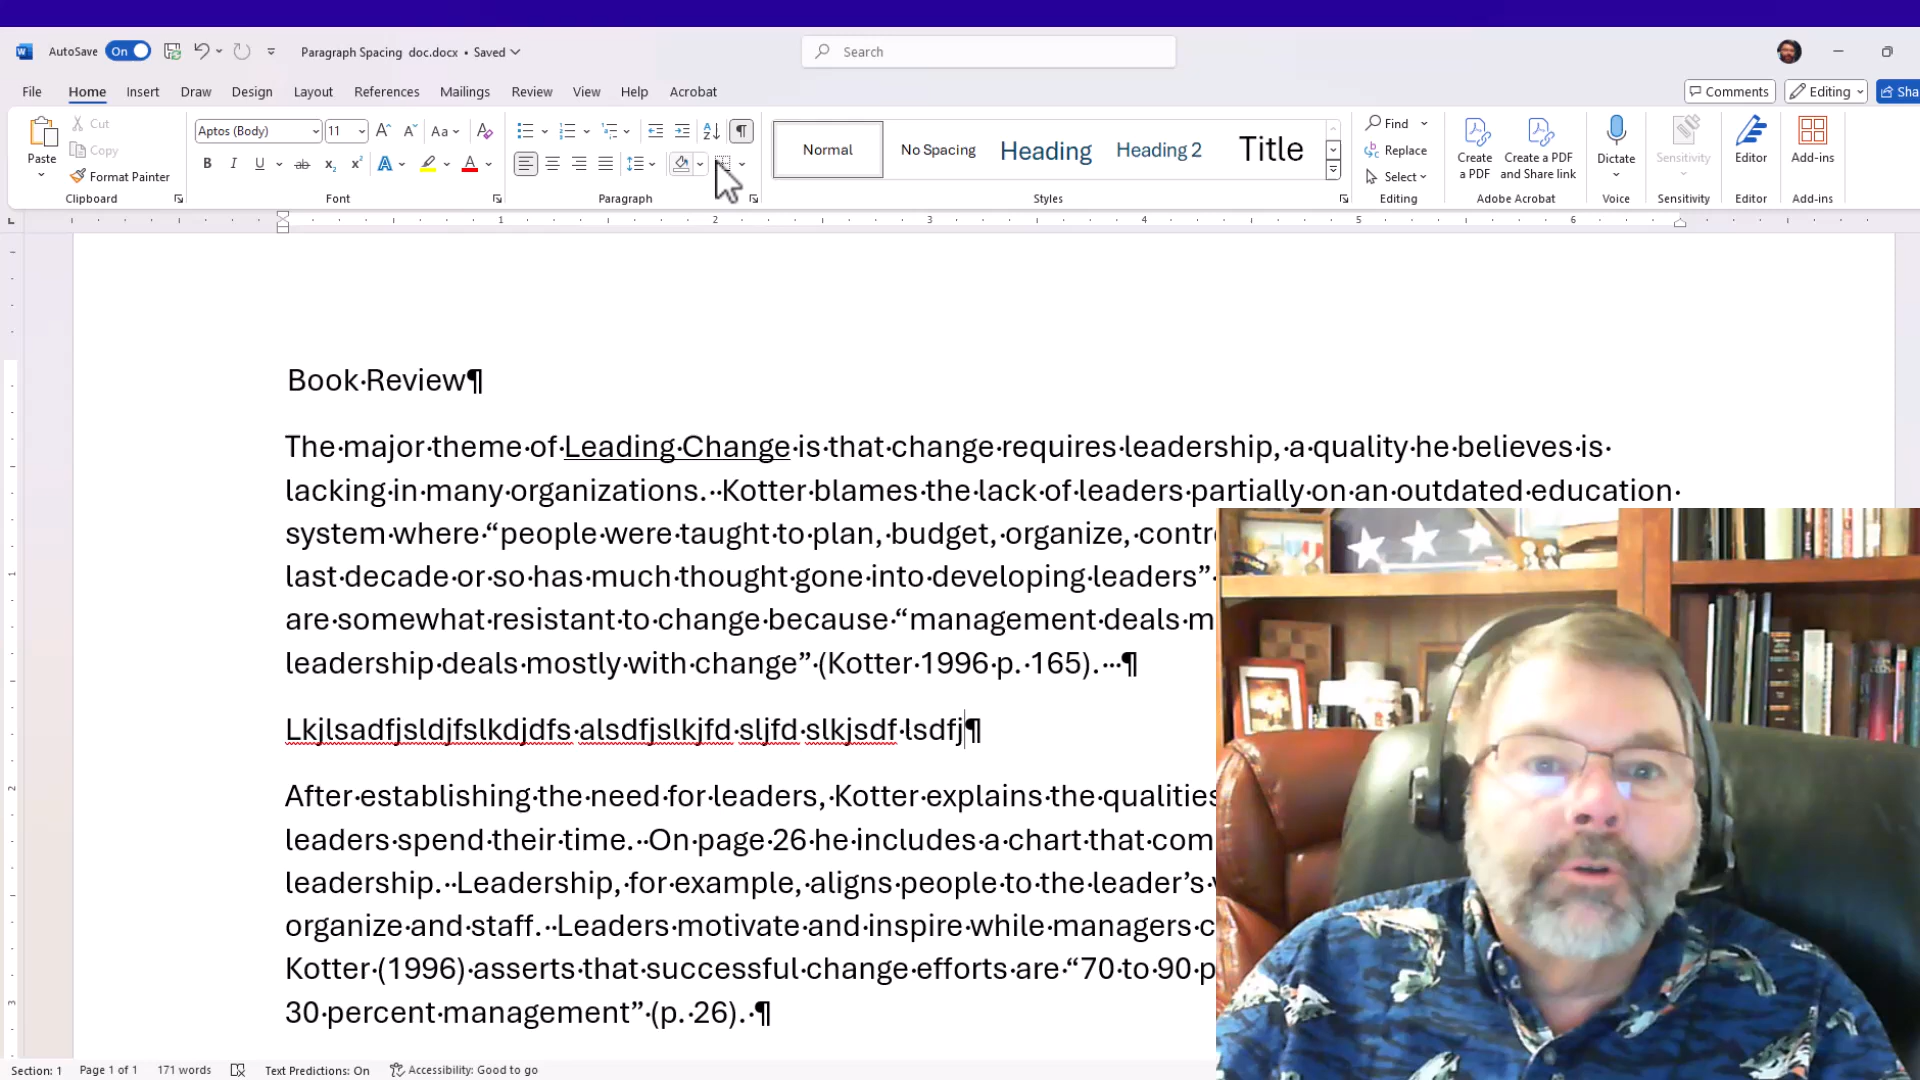 AutoSave On Paragraph Spacing doc.docx • Saved Search
File Home Insert Draw Design Layout References Mailings Review View Help Acrobat Comments Editing
Paste Cut Copy Format Painter Clipboard
Aptos (Body) 11 Aa B I U ab x₂ x² A A Font
Paragraph
Normal No Spacing Heading Heading 2 Title Styles
Find Replace Select Editing
Create a PDF Create a PDF and Share link Adobe Acrobat
Dictate Voice Sensitivity Sensitivity Editor Editor Add-ins Add-ins
1 2 3 4 5 6
Book·Review¶
The·major·theme·of·Leading·Change·is·that·change·requires·leadership,·a·quality·he·believes·is·
lacking·in·many·organizations.··Kotter·blames·the·lack·of·leaders·partially·on·an·outdated·education·
system·where·“people·were·taught·to·plan,·budget,·organize,·contr
last·decade·or·so·has·much·thought·gone·into·developing·leaders”·
are·somewhat·resistant·to·change·because·“management·deals·m
leadership·deals·mostly·with·change”·(Kotter·1996·p.·165).···¶
Lkjlsadfjsldjfslkdjdfs·alsdfjslkjfd·sljfd·slkjsdf·lsdfj¶
After·establishing·the·need·for·leaders,·Kotter·explains·the·qualities
leaders·spend·their·time.··On·page·26·he·includes·a·chart·that·com
leadership.··Leadership,·for·example,·aligns·people·to·the·leader’s·
organize·and·staff.··Leaders·motivate·and·inspire·while·managers·c
Kotter·(1996)·asserts·that·successful·change·efforts·are·“70·to·90·p
30·percent·management”·(p.·26).·¶
Section: 1 Page 1 of 1 171 words Text Predictions: On Accessibility: Good to go